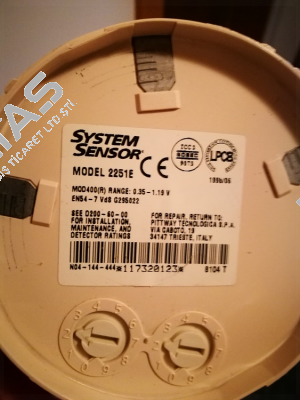 SYSTEM
SENSOR
CE
LPCB
199b/06
MODEL 2251E
MOD400(R) RANGE: 0.35 - 1.19 V
EN54-7 VdS G295022
SEE D200-60-00
FOR INSTALLATION,
MAINTENANCE, AND
DETECTOR RATINGS
FOR REPAIR, RETURN TO:
PITTWAY TECNOLOGICA S.P.A.
VIA CABOTO, 19
34147 TRIESTE, ITALY
N04-144-444 *117320123* 8104 T